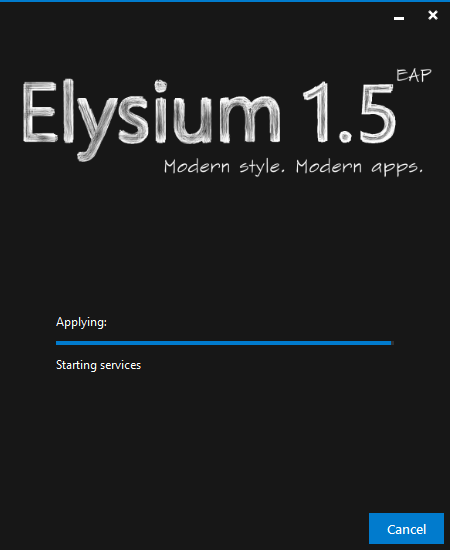 EAP
Elysium 1.5
Modern style. Modern apps.
Applying:
Starting services
Cancel